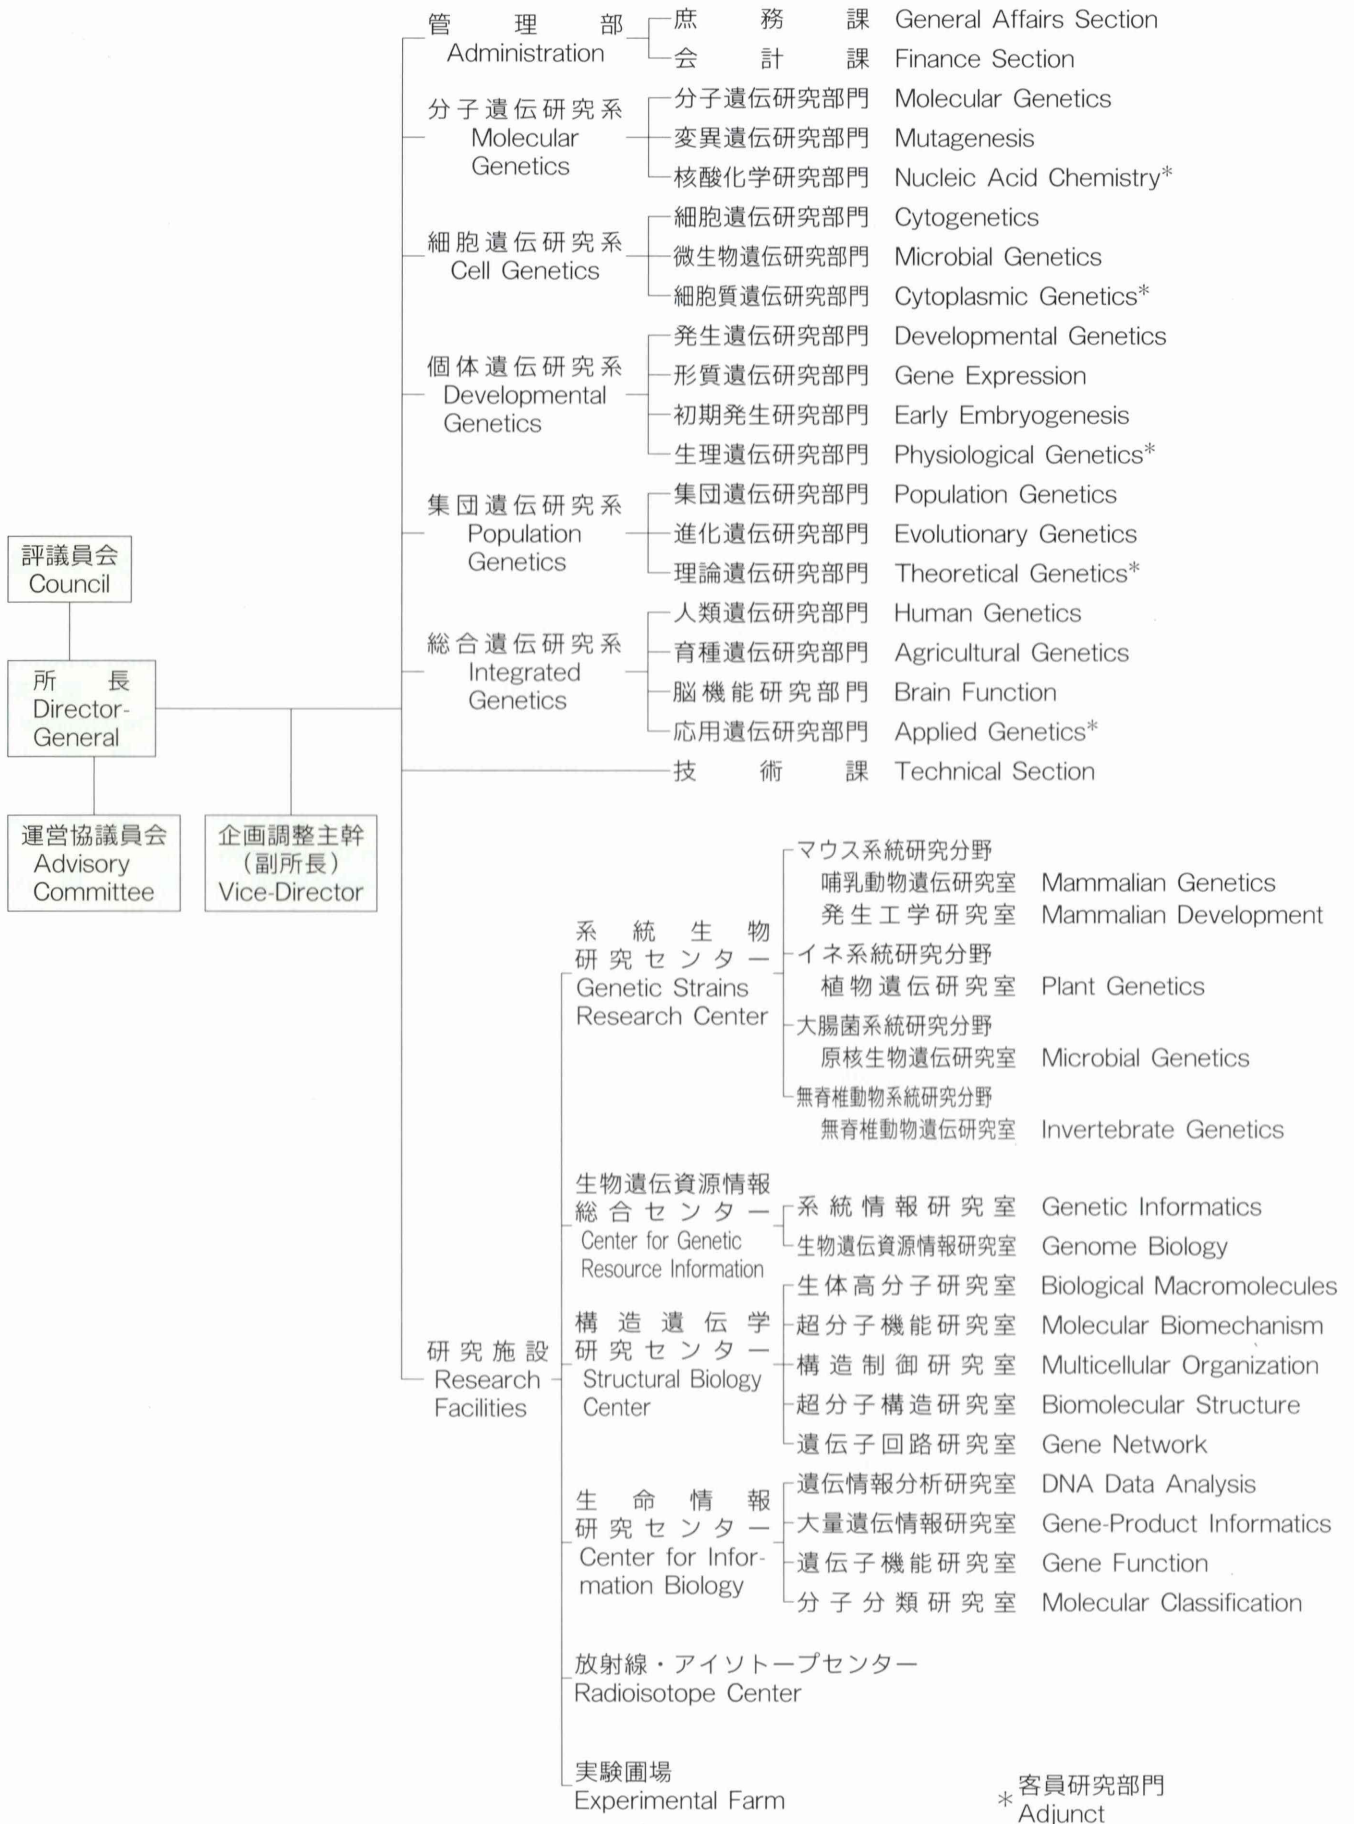 管理部
Administration
庶務課 General Affairs Section
会計課 Finance Section
分子遺伝研究系
Molecular
Genetics
分子遺伝研究部門 Molecular Genetics
変異遺伝研究部門 Mutagenesis
核酸化学研究部門 Nucleic Acid Chemistry*
細胞遺伝研究系
Cell Genetics
細胞遺伝研究部門 Cytogenetics
微生物遺伝研究部門 Microbial Genetics
細胞質遺伝研究部門 Cytoplasmic Genetics*
個体遺伝研究系
Developmental
Genetics
発生遺伝研究部門 Developmental Genetics
形質遺伝研究部門 Gene Expression
初期発生研究部門 Early Embryogenesis
生理遺伝研究部門 Physiological Genetics*
集団遺伝研究系
Population
Genetics
集団遺伝研究部門 Population Genetics
進化遺伝研究部門 Evolutionary Genetics
理論遺伝研究部門 Theoretical Genetics*
総合遺伝研究系
Integrated
Genetics
人類遺伝研究部門 Human Genetics
育種遺伝研究部門 Agricultural Genetics
脳機能研究部門 Brain Function
応用遺伝研究部門 Applied Genetics*
技術課 Technical Section
評議員会
Council
所長
Director-
General
運営協議員会
Advisory
Committee
企画調整主幹
（副所長）
Vice-Director
研究施設
Research
Facilities
系統生物
研究センター
Genetic Strains
Research Center
マウス系統研究分野
哺乳動物遺伝研究室 Mammalian Genetics
発生工学研究室 Mammalian Development
イネ系統研究分野
植物遺伝研究室 Plant Genetics
大腸菌系統研究分野
原核生物遺伝研究室 Microbial Genetics
無脊椎動物系統研究分野
無脊椎動物遺伝研究室 Invertebrate Genetics
生物遺伝資源情報
総合センター
Center for Genetic
Resource Information
系統情報研究室 Genetic Informatics
生物遺伝資源情報研究室 Genome Biology
構造遺伝学
研究センター
Structural Biology
Center
生体高分子研究室 Biological Macromolecules
超分子機能研究室 Molecular Biomechanism
構造制御研究室 Multicellular Organization
超分子構造研究室 Biomolecular Structure
遺伝子回路研究室 Gene Network
生命情報
研究センター
Center for Infor-
mation Biology
遺伝情報分析研究室 DNA Data Analysis
大量遺伝情報研究室 Gene-Product Informatics
遺伝子機能研究室 Gene Function
分子分類研究室 Molecular Classification
放射線・アイソトープセンター
Radioisotope Center
実験圃場
Experimental Farm
*客員研究部門
Adjunct